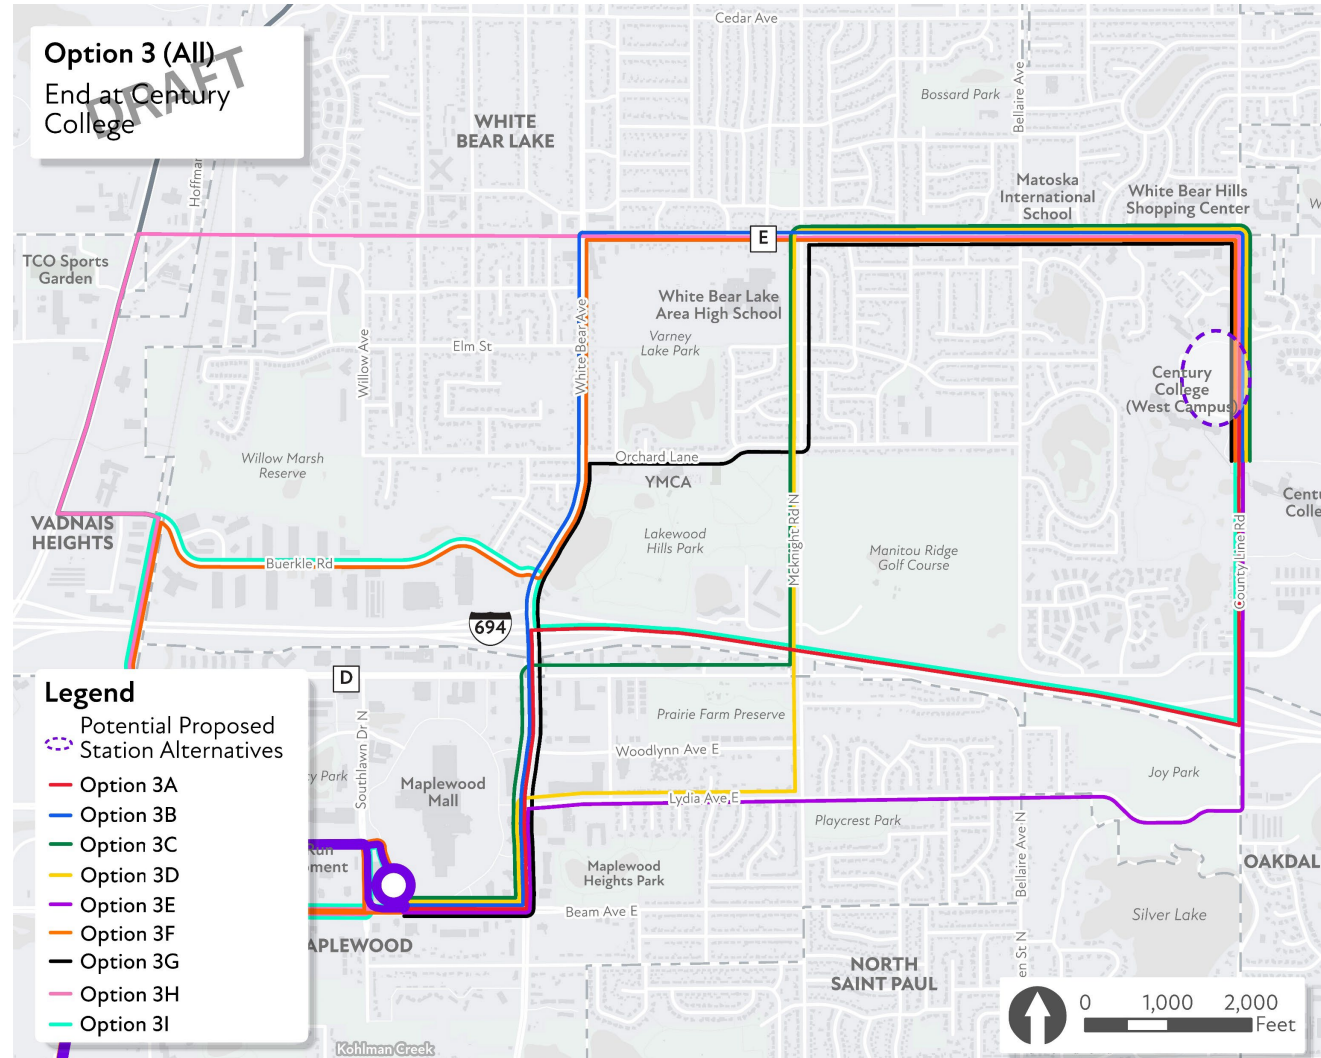 Option 3 (All)
End at Century
College
DRAFT
Cedar Ave
Bossard Park
Bellaire Ave
WHITE
BEAR LAKE
Matoska
International
School
White Bear Hills
Shopping Center
E
TCO Sports
Garden
White Bear Lake
Area High School
Varney
Lake Park
White Bear Ave
Willow Ave
Elm St
Century
College
(West Campus)
Willow Marsh
Reserve
Orchard Lane
YMCA
VADNAIS
HEIGHTS
Lakewood
Hills Park
Mcknight Rd N
Manitou Ridge
Golf Course
County Line Rd
Buerkle Rd
694
D
Legend
Potential Proposed
Station Alternatives
Option 3A
Option 3B
Option 3C
Option 3D
Option 3E
Option 3F
Option 3G
Option 3H
Option 3I
Southlawn Dr N
Prairie Farm Preserve
Woodlynn Ave E
Maplewood
Mall
Lydia Ave E
Playcrest Park
Joy Park
Bellaire Ave N
Maplewood
Heights Park
OAKDAL
Beam Ave E
Silver Lake
APLEWOOD
NORTH
SAINT PAUL
en St N
0 1,000 2,000
Feet
Kohlman Creek